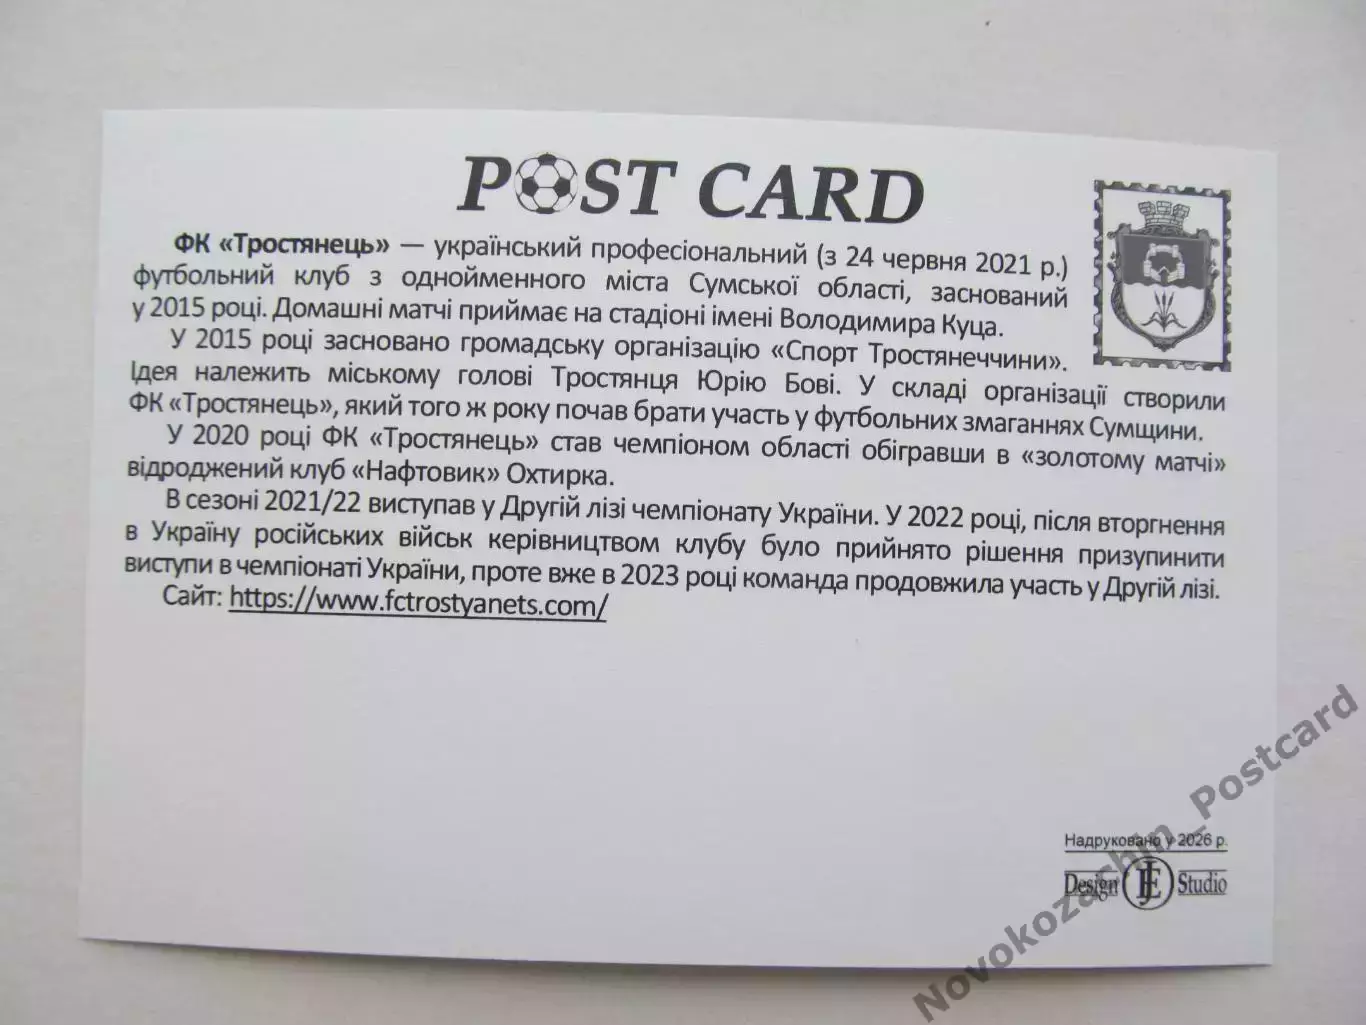 POST CARD
ФК «Тростянець» — український професіональний (з 24 червня 2021 р.)
футбольний клуб з однойменного міста Сумської області, заснований
у 2015 році. Домашні матчі приймає на стадіоні імені Володимира Куца.
У 2015 році засновано громадську організацію «Спорт Тростянеччини».
Ідея належить міському голові Тростянця Юрію Бові. У складі організації створили
ФК «Тростянець», який того ж року почав брати участь у футбольних змаганнях Сумщини.
У 2020 році ФК «Тростянець» став чемпіоном області обігравши в «золотому матчі»
відроджений клуб «Нафтовик» Охтирка.
В сезоні 2021/22 виступав у Другій лізі чемпіонату України. У 2022 році, після вторгнення
в Україну російських військ керівництвом клубу було прийнято рішення призупинити
виступи в чемпіонаті України, проте вже в 2023 році команда продовжила участь у Другій лізі.
Сайт: https://www.fctrostyanets.com/
Надруковано у 2026 р.
Design JE Studio
Novokozachin_Postcard